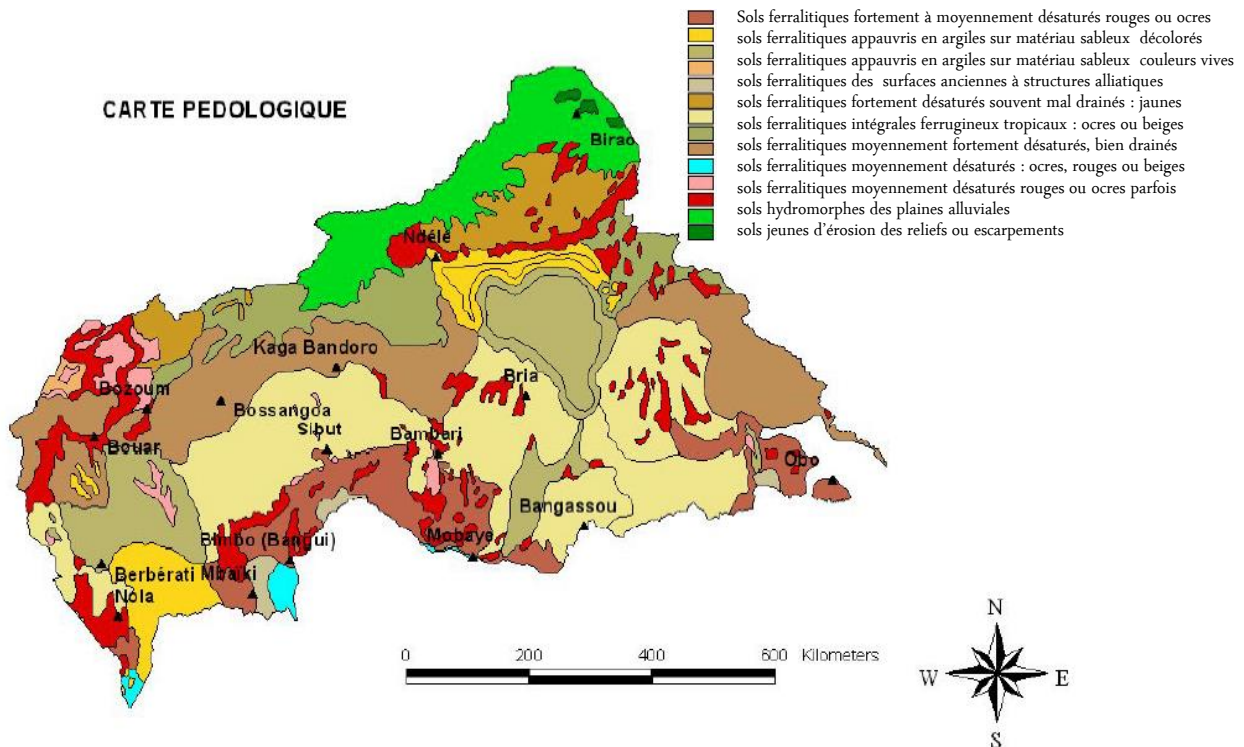 Sols ferralitiques fortement à moyennement désaturés rouges ou ocres
sols ferralitiques appauvris en argiles sur matériau sableux décolorés
sols ferralitiques appauvris en argiles sur matériau sableux couleurs vives
sols ferralitiques des surfaces anciennes à structures alliatiques
sols ferralitiques fortement désaturés souvent mal drainés : jaunes
sols ferralitiques intégrales ferrugineux tropicaux : ocres ou beiges
sols ferralitiques moyennement fortement désaturés, bien drainés
sols ferralitiques moyennement désaturés : ocres, rouges ou beiges
sols ferralitiques moyennement désaturés rouges ou ocres parfois
sols hydromorphes des plaines alluviales
sols jeunes d'érosion des reliefs ou escarpements
CARTE PEDOLOGIQUE
Birao
Ndélé
Kaga Bandoro
Bria
Bozoum
Bossangoa
Sibut
Bambari
Bouar
Obo
Bangassou
Bimbo (Bangui)
Mobaye
Berbérati
Mbaïki
Nola
0 200 400 600 Kilometers
N
W E
S